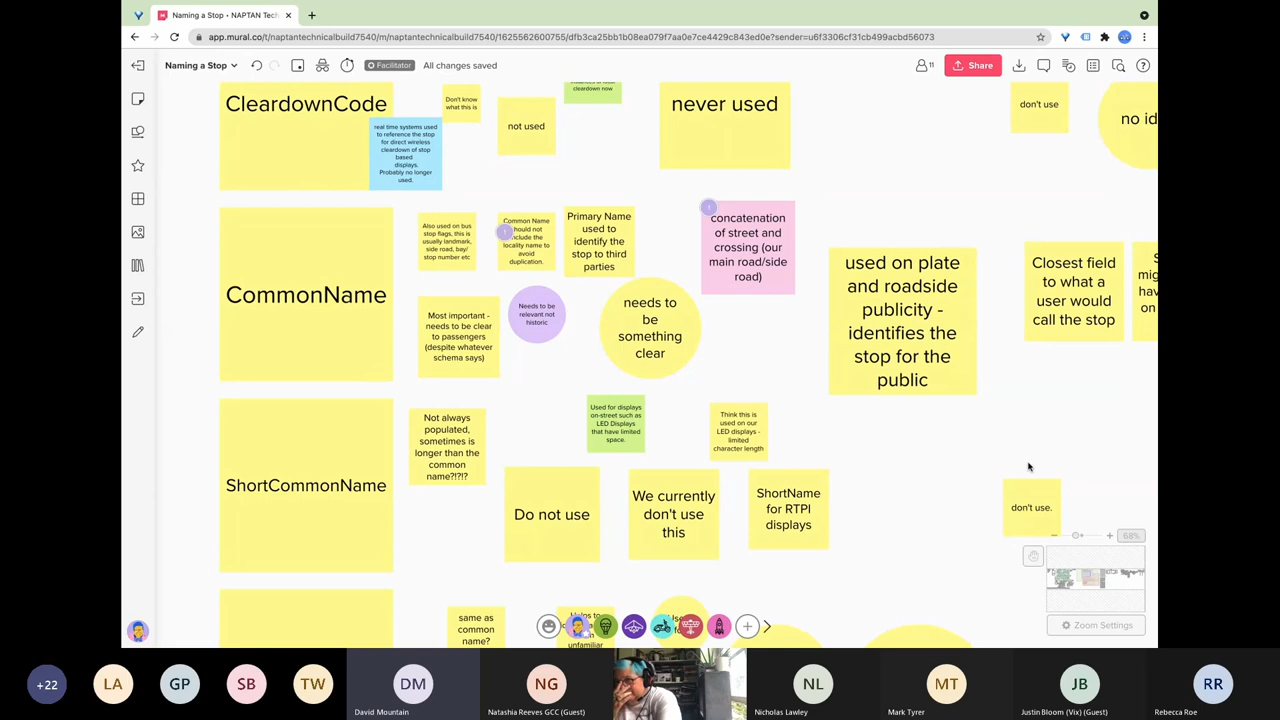 Naming a Stop • NAPTAN Tech
app.mural.co/t/naptantechnicalbuild7540/m/naptantechnicalbuild7540/1625562600755/dfb3ca25bb1b08ea079f7aa0e7ce4429c843ed0e?sender=u6f3306cf31cb499acbd56073
Naming a Stop
Facilitator
All changes saved
11
Share
CleardownCode
real time systems used
to reference the stop
for direct wireless
cleardown of stop
based
displays.
Probably no longer
used.
Don't know
what this is
not used
cleardown now
never used
don't use
no id
CommonName
Also used on bus
stop flags, this is
usually landmark,
side road, bay/
stop number etc
Common Name
should not
include the
locality name to
avoid
duplication.
Primary Name
used to
identify the
stop to third
parties
concatenation
of street and
crossing (our
main road/side
road)
Most important -
needs to be clear
to passengers
(despite whatever
schema says)
Needs to be
relevant not
historic
needs to
be
something
clear
used on plate
and roadside
publicity -
identifies the
stop for the
public
Closest field
to what a
user would
call the stop
S
mig
hav
on
ShortCommonName
Not always
populated,
sometimes is
longer than the
common
name?!?!?
Used for displays
on-street such as
LED Displays
that have limited
space.
Think this is
used on our
LED displays -
limited
character length
Do not use
We currently
don't use
this
ShortName
for RTPI
displays
don't use.
68%
Zoom Settings
same as
common
name?
Helps to
unfamiliar
+22
LA
GP
SB
TW
DM
David Mountain
NG
Natashia Reeves GCC (Guest)
NL
Nicholas Lawley
MT
Mark Tyrer
JB
Justin Bloom (Vix) (Guest)
RR
Rebecca Roe